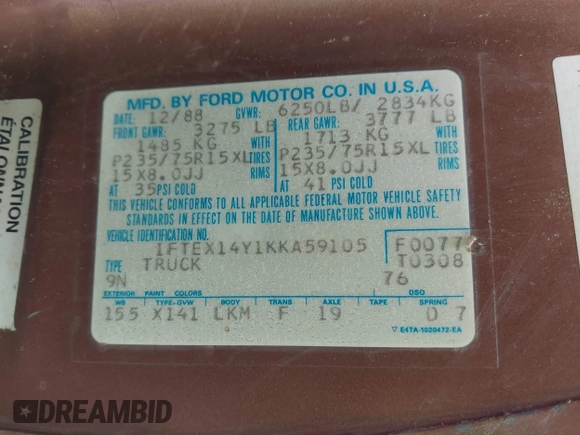 MFD. BY FORD MOTOR CO. IN U.S.A.
DATE: 12/88 GVWR: 6250LB/ 2834KG
FRONT GAWR: 3275 LB REAR GAWR: 3777 LB
1485 KG WITH 1713 KG WITH
P235/75R15XL TIRES P235/75R15XL TIRES
15X8.0JJ RIMS 15X8.0JJ RIMS
AT 35 PSI COLD AT 41 PSI COLD
THIS VEHICLE CONFORMS TO ALL APPLICABLE FEDERAL MOTOR VEHICLE SAFETY
STANDARDS IN EFFECT ON THE DATE OF MANUFACTURE SHOWN ABOVE.
VEHICLE IDENTIFICATION NO.
1FTEX14Y1KKA59105 F0077
TYPE TRUCK T0308
9N 76
EXTERIOR PAINT COLORS DSO
WB TYPE-GVW BODY TRANS AXLE TAPE SPRING
155 X141 LKM F 19 D 7
▽ E4TA-1020472-EA
CALIBRATION
DREAMBID